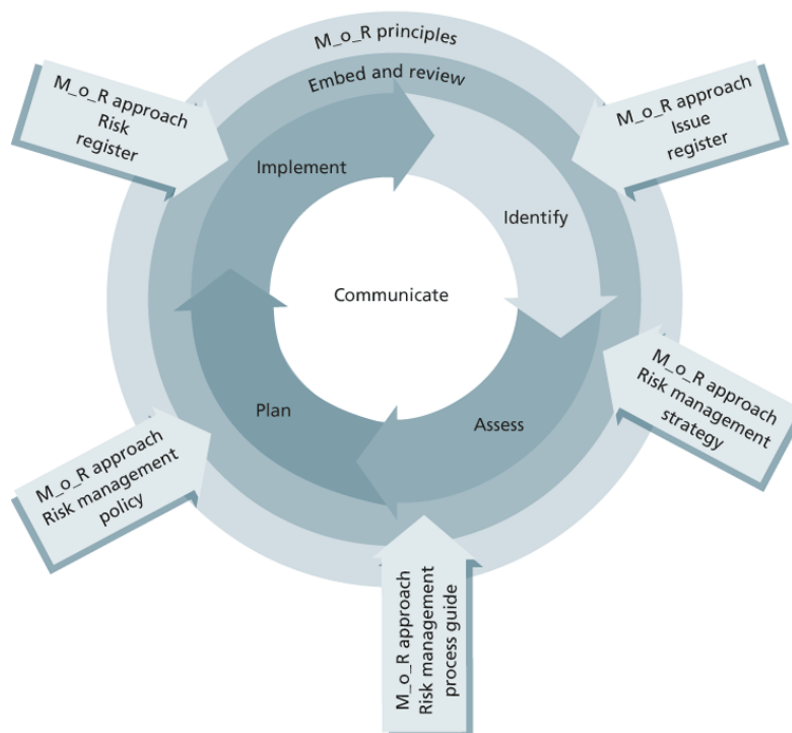 M_o_R principles
Embed and review
M_o_R approach
Risk
register
M_o_R approach
Issue
register
Implement
Identify
Communicate
M_o_R approach
Risk management
strategy
Plan
Assess
M_o_R approach
Risk management
policy
M_o_R approach
Risk management
process guide